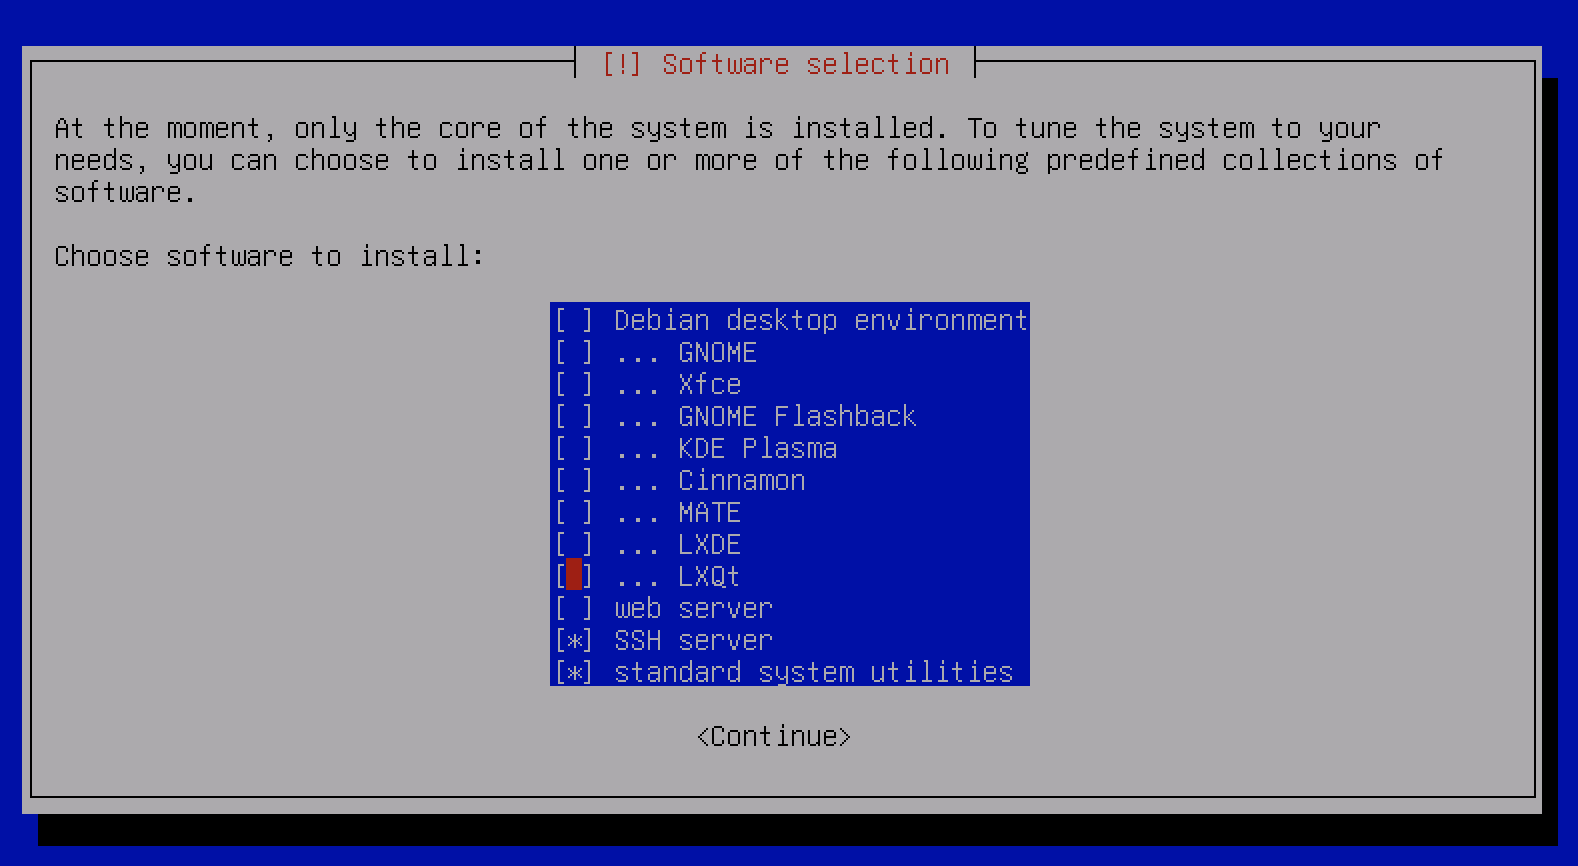 [!] Software selection
At the moment, only the core of the system is installed. To tune the system to your
needs, you can choose to install one or more of the following predefined collections of
software.
Choose software to install:
[ ] Debian desktop environment
[ ] ... GNOME
[ ] ... Xfce
[ ] ... GNOME Flashback
[ ] ... KDE Plasma
[ ] ... Cinnamon
[ ] ... MATE
[ ] ... LXDE
[ ] ... LXQt
[ ] web server
[*] SSH server
[*] standard system utilities
<Continue>